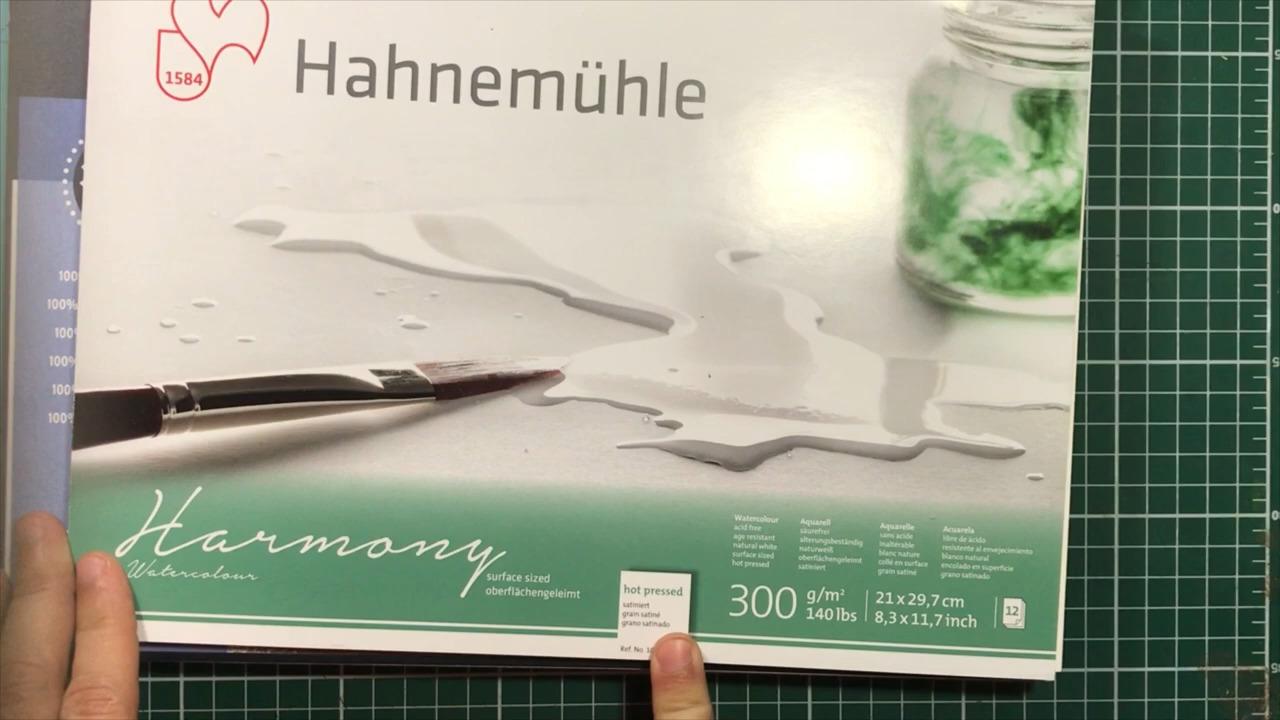 1584
Hahnemühle
100
100%
100
100%
100
100%
Harmony
Watercolour
surface sized
oberflächengeleimt
hot pressed
satiniert
grain satiné
grano satinado
Ref. No.
Watercolour
acid free
age resistant
natural white
surface sized
hot pressed
Aquarell
säurefrei
alterungsbeständig
naturweiß
oberflächengeleimt
satiniert
Aquarelle
sans acide
inaltérable
blanc nature
collé en surface
grain satiné
Acuarela
libre de ácido
resistente al envejecimiento
blanco natural
encolado en superficie
grano satinado
300 g/m²
140 lbs
21 x 29,7 cm
8,3 x 11,7 inch
12